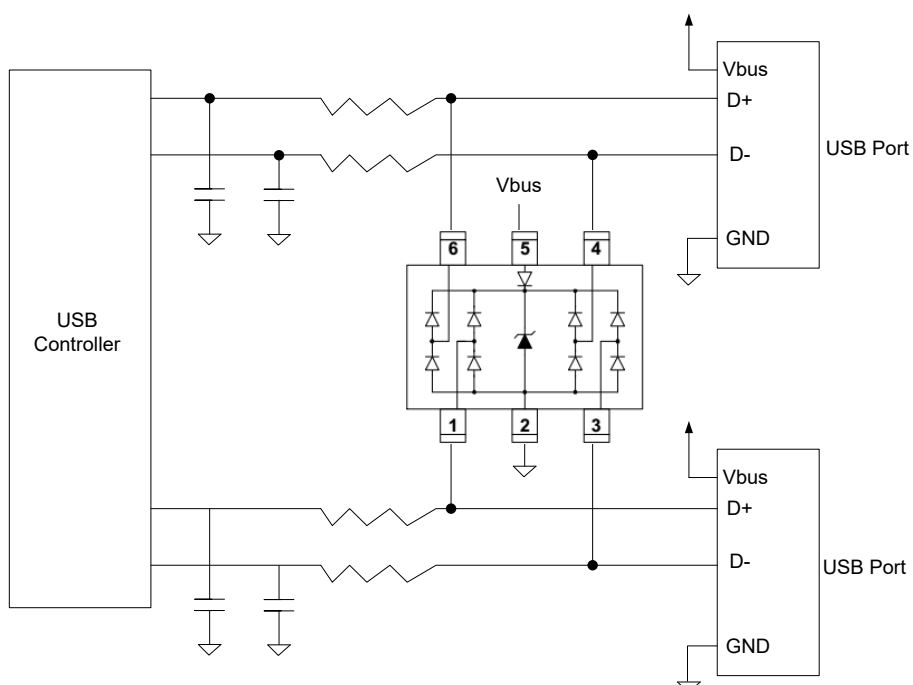 Vbus
D+
D-
USB Port
GND
Vbus
6
5
4
USB
Controller
1
2
3
Vbus
D+
D-
USB Port
GND